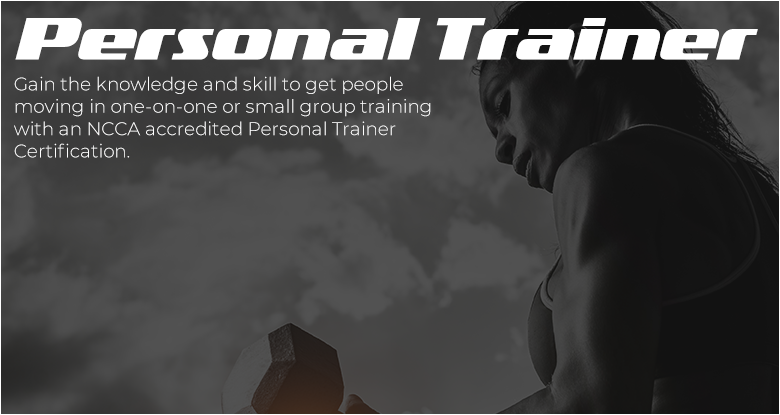 Personal Trainer
Gain the knowledge and skill to get people
moving in one-on-one or small group training
with an NCCA accredited Personal Trainer
Certification.